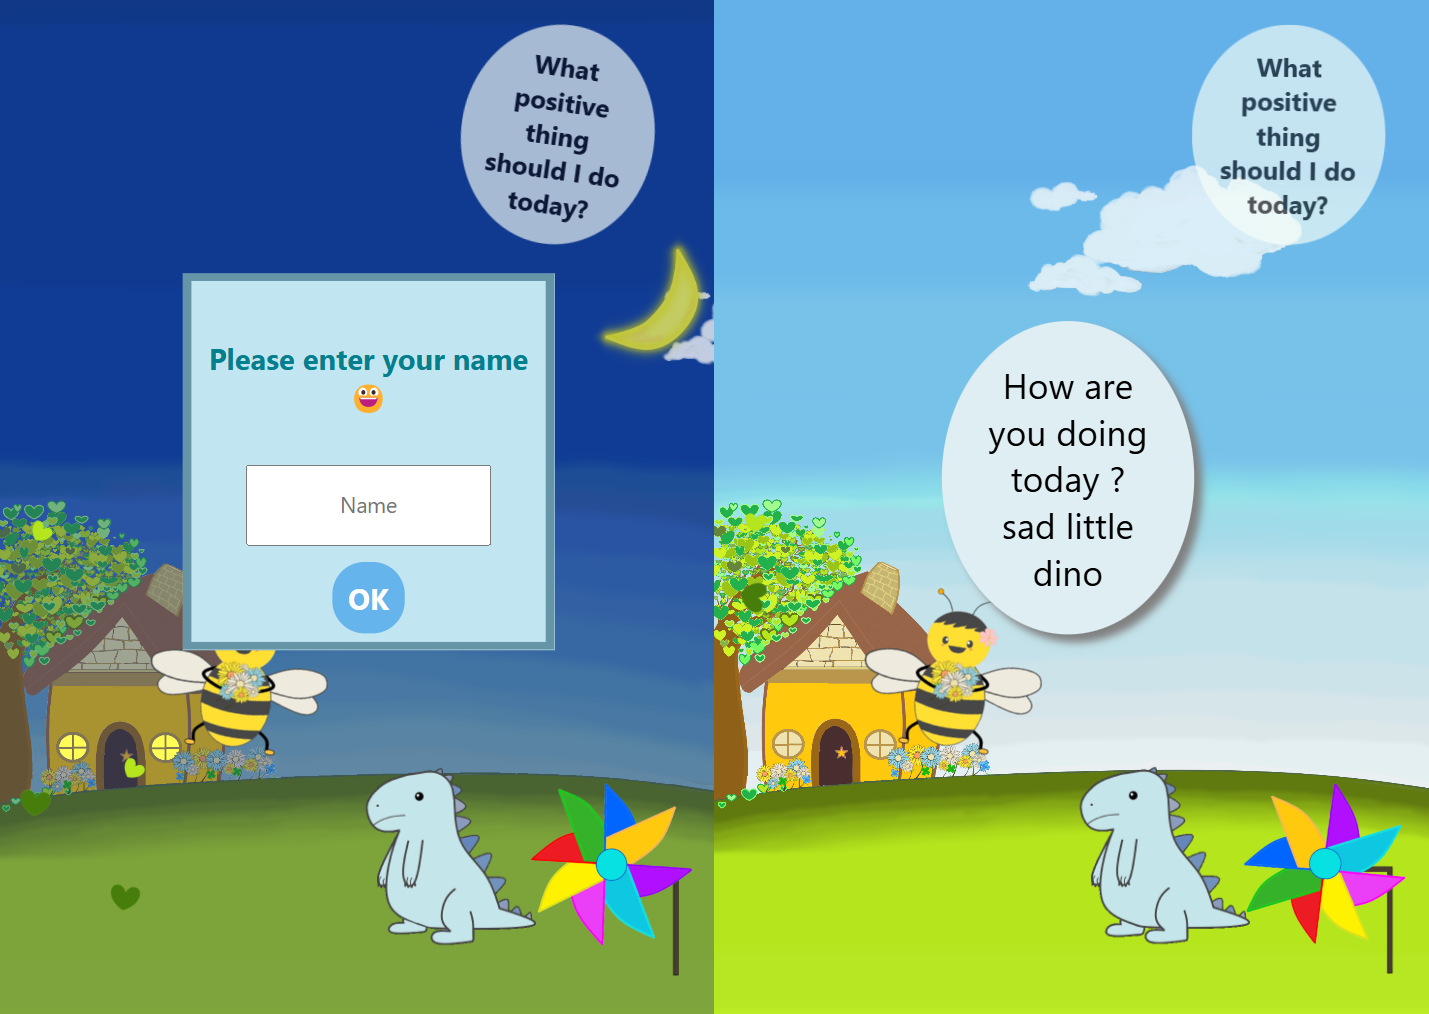 What
positive
thing
should I do
today?
Please enter your name
Name
OK
What
positive
thing
should I do
today?
How are
you doing
today ?
sad little
dino